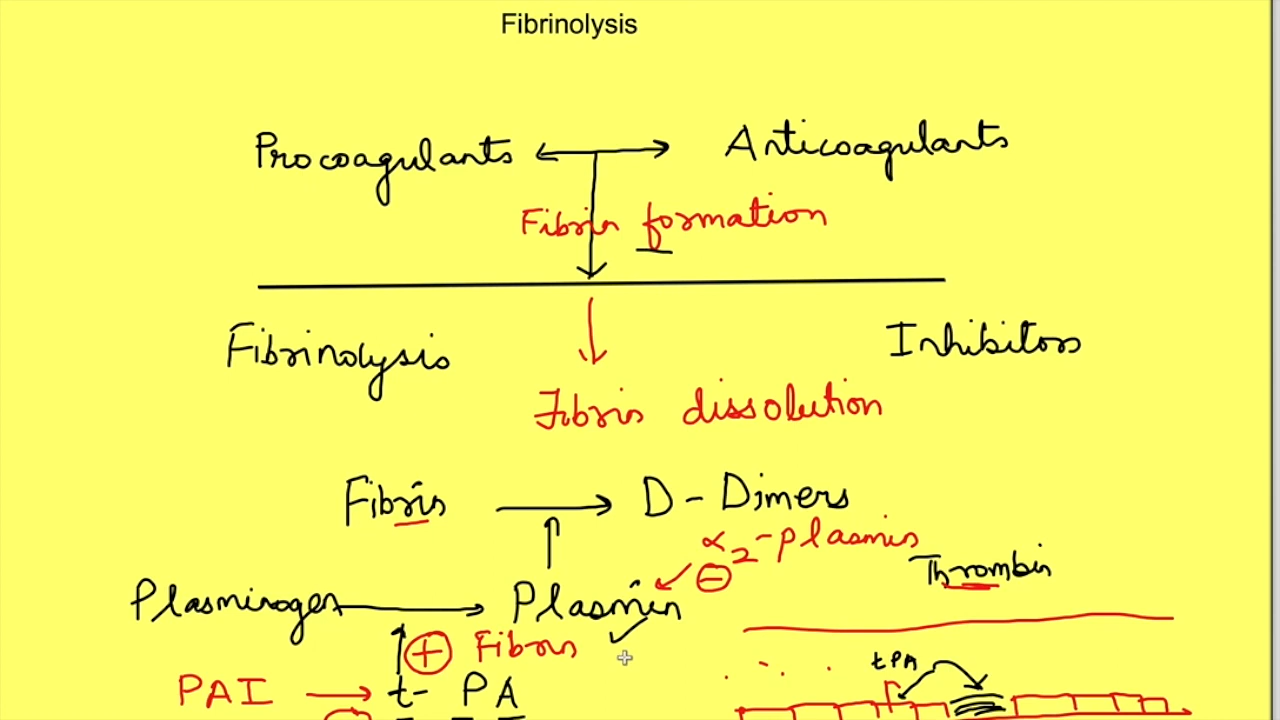 Fibrinolysis
Procoagulants Anticoagulants
Fibrin formation
Fibrinolysis Inhibitors
Fibrin dissolution
Fibrin D-Dimers
α2-plasmin
⊖ Thrombin
Plasminogen Plasmin
⊕ Fibrin
tPA
PAI t-PA